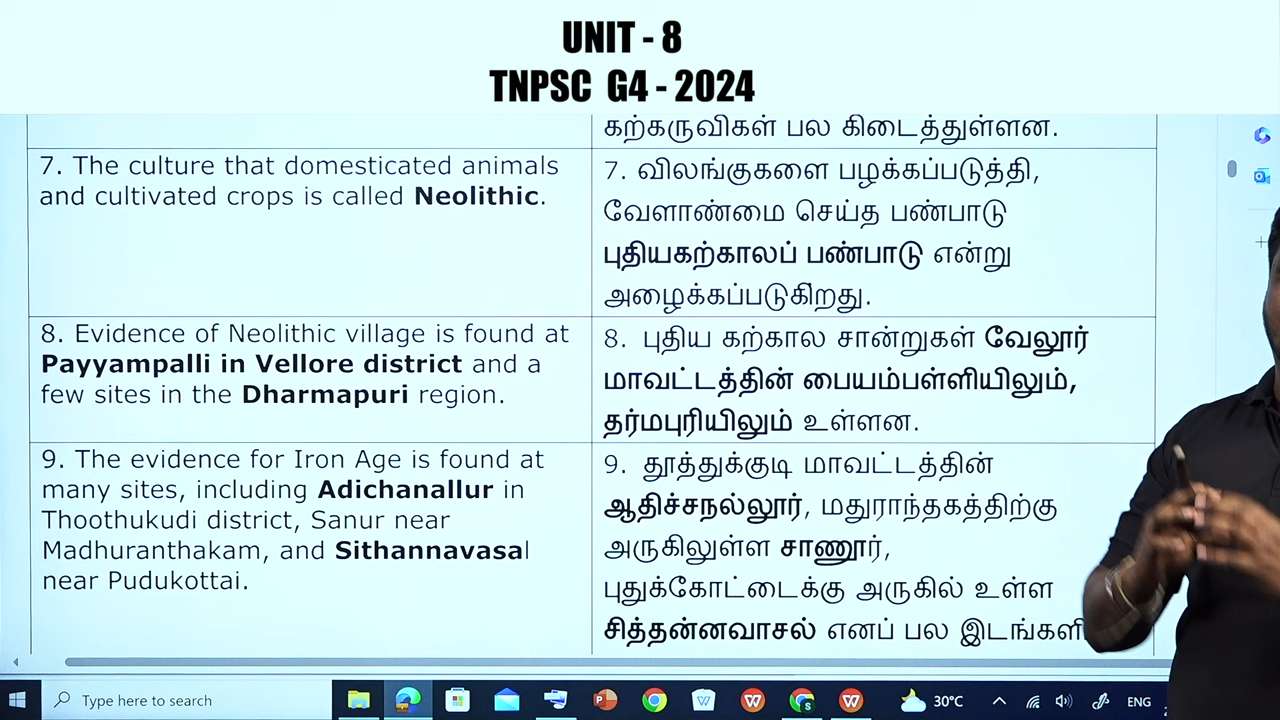 UNIT - 8
TNPSC G4 - 2024
கற்கருவிகள் பல கிடைத்துள்ளன.
7. The culture that domesticated animals
and cultivated crops is called Neolithic.
7. விலங்குகளை பழக்கப்படுத்தி,
வேளாண்மை செய்த பண்பாடு
புதியகற்காலப் பண்பாடு என்று
அழைக்கப்படுகிறது.
8. Evidence of Neolithic village is found at
Payyampalli in Vellore district and a
few sites in the Dharmapuri region.
8. புதிய கற்கால சான்றுகள் வேலூர்
மாவட்டத்தின் பையம்பள்ளியிலும்,
தர்மபுரியிலும் உள்ளன.
9. The evidence for Iron Age is found at
many sites, including Adichanallur in
Thoothukudi district, Sanur near
Madhuranthakam, and Sithannavasal
near Pudukottai.
9. தூத்துக்குடி மாவட்டத்தின்
ஆதிச்சநல்லூர், மதுராந்தகத்திற்கு
அருகிலுள்ள சாணூர்,
புதுக்கோட்டைக்கு அருகில் உள்ள
சித்தன்னவாசல் எனப் பல
Type here to search
30°C
ENG